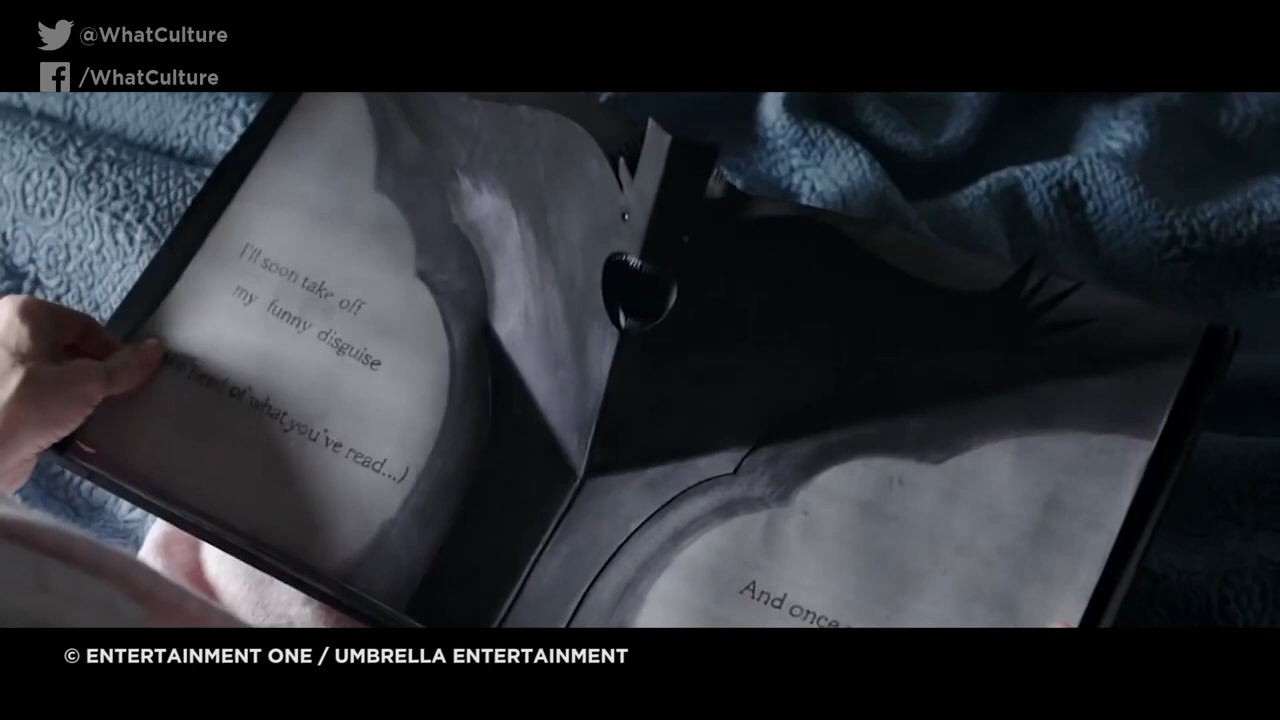 @WhatCulture
/WhatCulture
I'll soon take off
my funny disguise
heed of what you've read...)
And once
© ENTERTAINMENT ONE / UMBRELLA ENTERTAINMENT